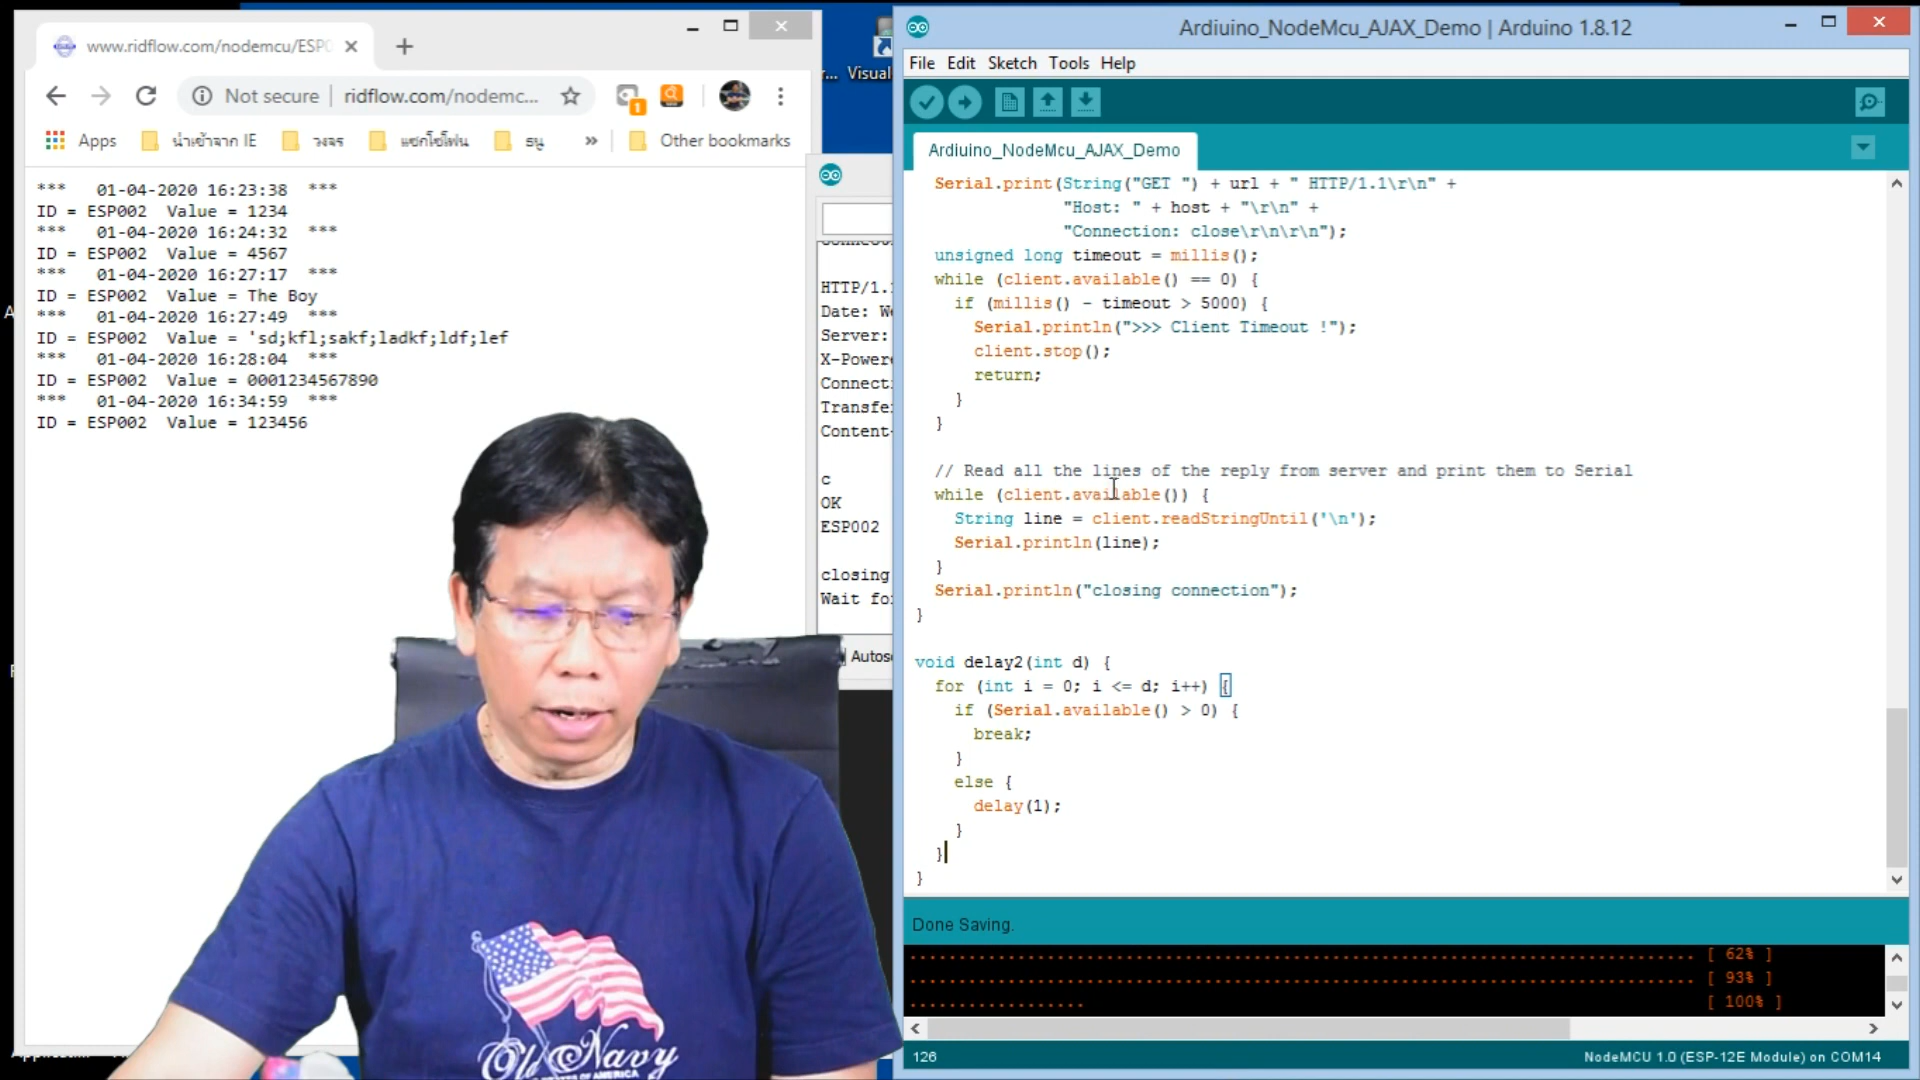 www.ridflow.com/nodemcu/ESP0
Not secure
ridflow.com/nodemc...
1
Apps
นำเข้าจาก IE
วงจร
แซกโซโฟน
ธนู
»
Other bookmarks
*** 01-04-2020 16:23:38 ***
ID = ESP002 Value = 1234
*** 01-04-2020 16:24:32 ***
ID = ESP002 Value = 4567
*** 01-04-2020 16:27:17 ***
ID = ESP002 Value = The Boy
*** 01-04-2020 16:27:49 ***
ID = ESP002 Value = 'sd;kfl;sakf;ladkf;ldf;lef
*** 01-04-2020 16:28:04 ***
ID = ESP002 Value = 0001234567890
*** 01-04-2020 16:34:59 ***
ID = ESP002 Value = 123456
Old Navy
Visual
HTTP/1.
Date: We
Server:
X-Power
Connect
Transfe
Content-
c
OK
ESP002
closing
Wait fo
Autos
Ardiuino_NodeMcu_AJAX_Demo | Arduino 1.8.12
File Edit Sketch Tools Help
Ardiuino_NodeMcu_AJAX_Demo
Serial.print(String("GET ") + url + " HTTP/1.1\r\n" +
"Host: " + host + "\r\n" +
"Connection: close\r\n\r\n");
unsigned long timeout = millis();
while (client.available() == 0) {
if (millis() - timeout > 5000) {
Serial.println(">>> Client Timeout !");
client.stop();
return;
}
}
// Read all the lines of the reply from server and print them to Serial
while (client.available()) {
String line = client.readStringUntil('\n');
Serial.println(line);
}
Serial.println("closing connection");
}
void delay2(int d) {
for (int i = 0; i <= d; i++) {
if (Serial.available() > 0) {
break;
}
else {
delay(1);
}
}
}
Done Saving.
................................................................................ [ 62% ]
................................................................................ [ 93% ]
.................. [ 100% ]
126
NodeMCU 1.0 (ESP-12E Module) on COM14